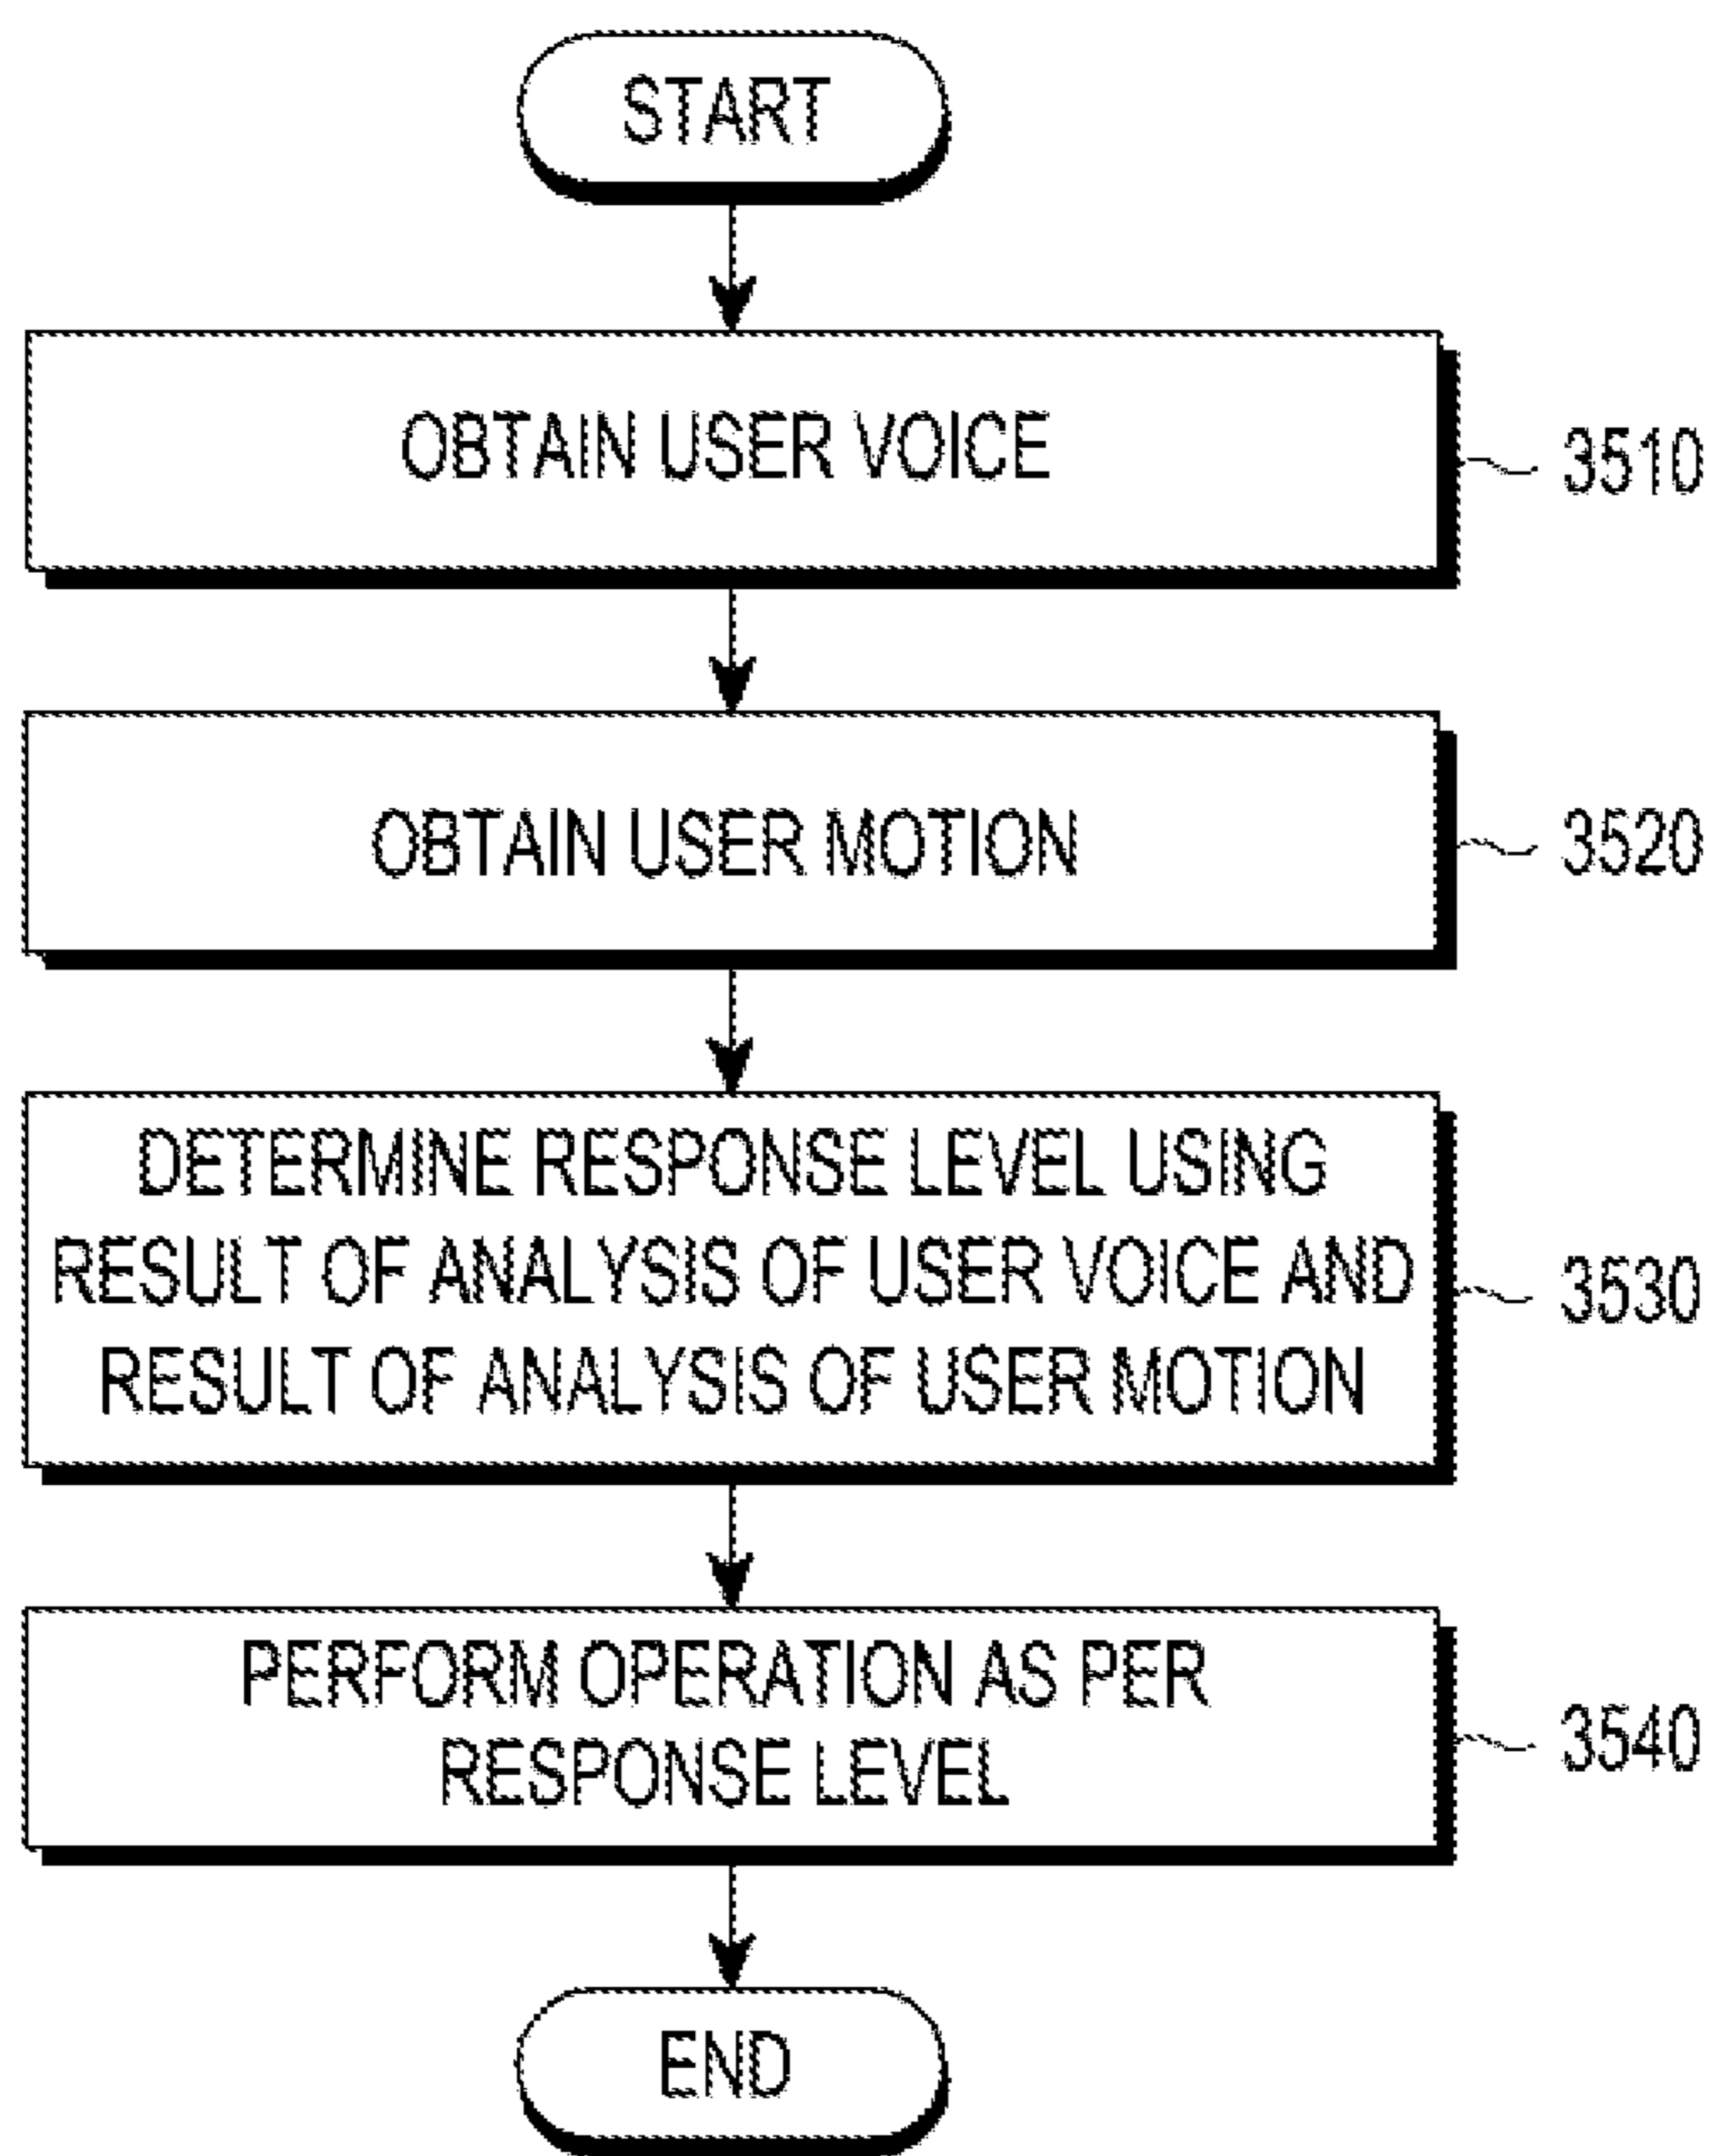 START
OBTAIN USER VOICE
3510
OBTAIN USER MOTION
3520
DETERMINE RESPONSE LEVEL USING
RESULT OF ANALYSIS OF USER VOICE AND
RESULT OF ANALYSIS OF USER MOTION
3530
PERFORM OPERATION AS PER
RESPONSE LEVEL
3540
END